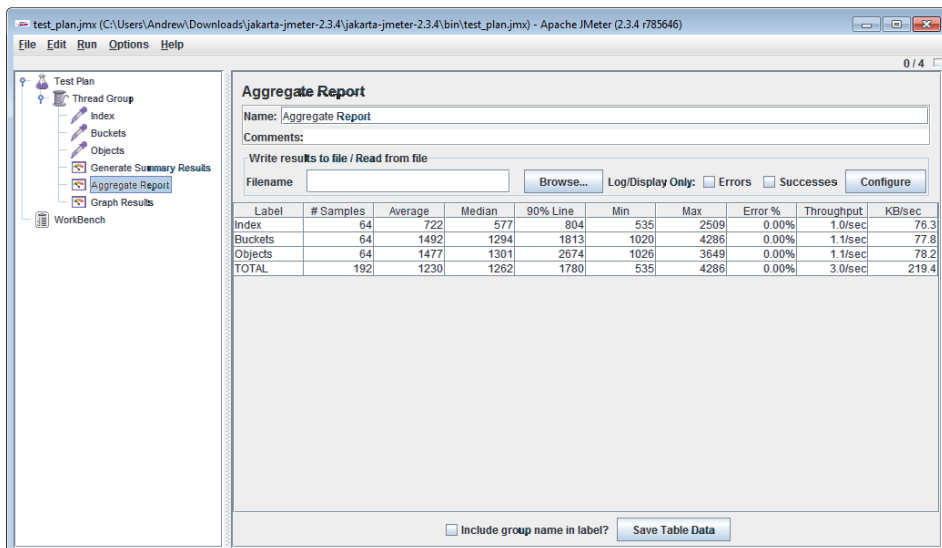 test_plan.jmx (C:\Users\Andrew\Downloads\jakarta-jmeter-2.3.4\jakarta-jmeter-2.3.4\bin\test_plan.jmx) - Apache JMeter (2.3.4 r785646)
File Edit Run Options Help
0 / 4
Test Plan
Thread Group
Index
Buckets
Objects
Generate Summary Results
Aggregate Report
Graph Results
WorkBench
Aggregate Report
Name: Aggregate Report
Comments:
Write results to file / Read from file
Filename Browse... Log/Display Only: Errors Successes Configure
Label # Samples Average Median 90% Line Min Max Error % Throughput KB/sec
Index 64 722 577 804 535 2509 0.00% 1.0/sec 76.3
Buckets 64 1492 1294 1813 1020 4286 0.00% 1.1/sec 77.8
Objects 64 1477 1301 2674 1026 3649 0.00% 1.1/sec 78.2
TOTAL 192 1230 1262 1780 535 4286 0.00% 3.0/sec 219.4
Include group name in label? Save Table Data